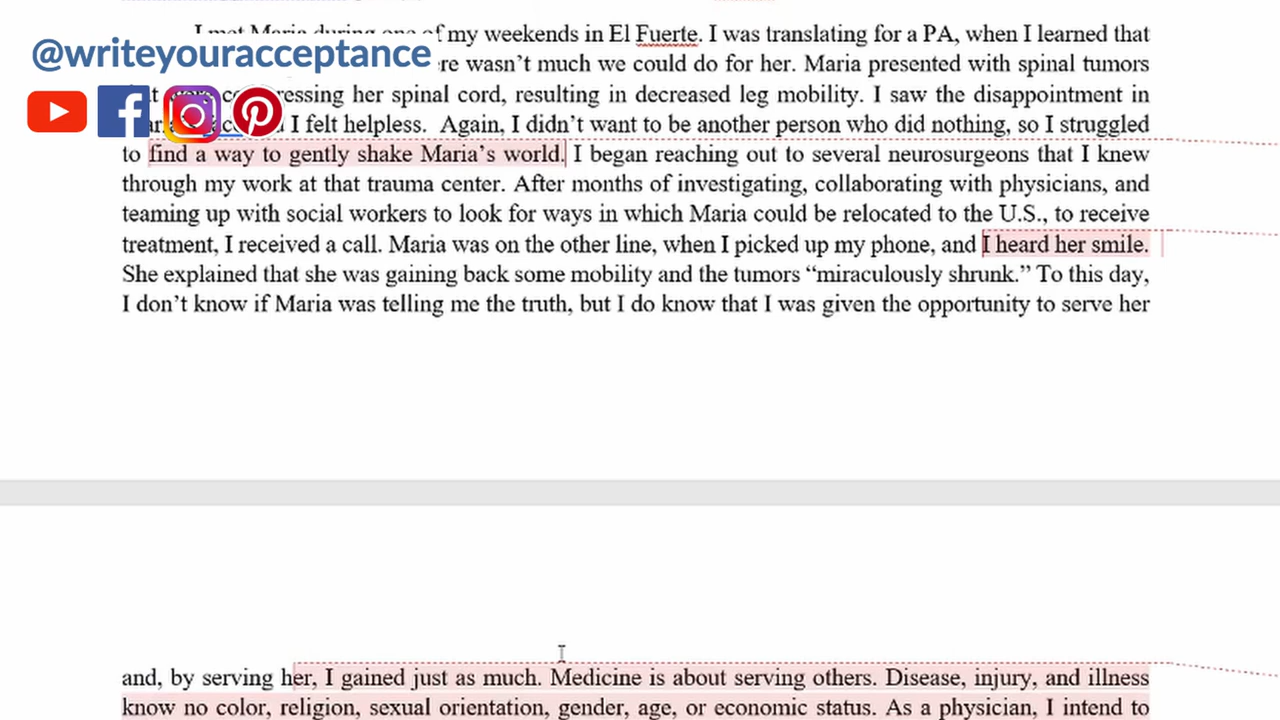 @writeyouracceptance
of my weekends in El Fuerte. I was translating for a PA, when I learned that
re wasn’t much we could do for her. Maria presented with spinal tumors
ressing her spinal cord, resulting in decreased leg mobility. I saw the disappointment in
I felt helpless. Again, I didn’t want to be another person who did nothing, so I struggled
to find a way to gently shake Maria’s world. I began reaching out to several neurosurgeons that I knew
through my work at that trauma center. After months of investigating, collaborating with physicians, and
teaming up with social workers to look for ways in which Maria could be relocated to the U.S., to receive
treatment, I received a call. Maria was on the other line, when I picked up my phone, and I heard her smile.
She explained that she was gaining back some mobility and the tumors “miraculously shrunk.” To this day,
I don’t know if Maria was telling me the truth, but I do know that I was given the opportunity to serve her
and, by serving her, I gained just as much. Medicine is about serving others. Disease, injury, and illness
know no color, religion, sexual orientation, gender, age, or economic status. As a physician, I intend to